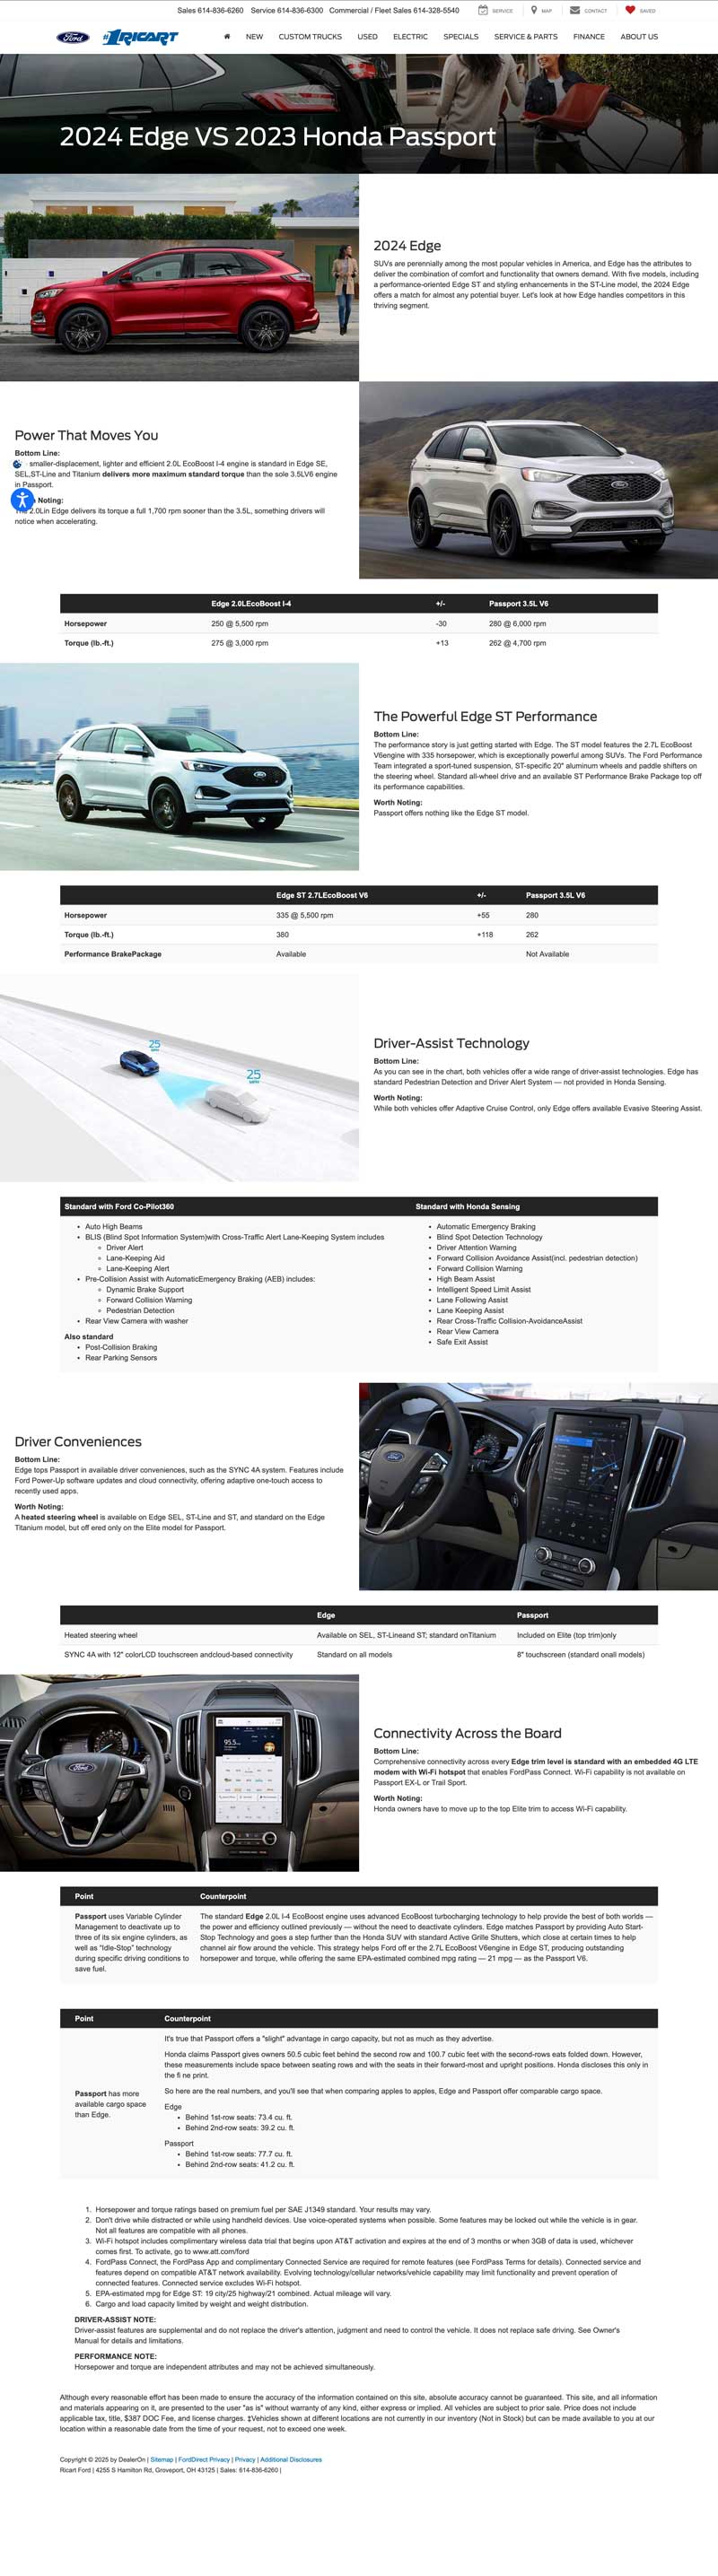 Sales 614-836-6260 Service 614-836-6300 Commercial / Fleet Sales 614-328-5540 SERVICE MAP CONTACT SAVED
Ford #1RICART NEW CUSTOM TRUCKS USED ELECTRIC SPECIALS SERVICE & PARTS FINANCE ABOUT US
2024 Edge VS 2023 Honda Passport
2024 Edge
SUVs are perennially among the most popular vehicles in America, and Edge has the attributes to
deliver the combination of comfort and functionality that owners demand. With five models, including
a performance-oriented Edge ST and styling enhancements in the ST-Line model, the 2024 Edge
offers a match for almost any potential buyer. Let's look at how Edge handles competitors in this
thriving segment.
Power That Moves You
Bottom Line:
smaller-displacement, lighter and efficient 2.0L EcoBoost I-4 engine is standard in Edge SE,
SEL,ST-Line and Titanium delivers more maximum standard torque than the sole 3.5LV6 engine
in Passport.
Noting:
2.0Lin Edge delivers its torque a full 1,700 rpm sooner than the 3.5L, something drivers will
notice when accelerating.
Edge 2.0LEcoBoost I-4 +/- Passport 3.5L V6
Horsepower 250 @ 5,500 rpm -30 280 @ 6,000 rpm
Torque (lb.-ft.) 275 @ 3,000 rpm +13 262 @ 4,700 rpm
The Powerful Edge ST Performance
Bottom Line:
The performance story is just getting started with Edge. The ST model features the 2.7L EcoBoost
V6engine with 335 horsepower, which is exceptionally powerful among SUVs. The Ford Performance
Team integrated a sport-tuned suspension, ST-specific 20" aluminum wheels and paddle shifters on
the steering wheel. Standard all-wheel drive and an available ST Performance Brake Package top off
its performance capabilities.
Worth Noting:
Passport offers nothing like the Edge ST model.
Edge ST 2.7LEcoBoost V6 +/- Passport 3.5L V6
Horsepower 335 @ 5,500 rpm +55 280
Torque (lb.-ft.) 380 +118 262
Performance BrakePackage Available Not Available
25
25
Driver-Assist Technology
Bottom Line:
As you can see in the chart, both vehicles offer a wide range of driver-assist technologies. Edge has
standard Pedestrian Detection and Driver Alert System — not provided in Honda Sensing.
Worth Noting:
While both vehicles offer Adaptive Cruise Control, only Edge offers available Evasive Steering Assist.
Standard with Ford Co-Pilot360 Standard with Honda Sensing
• Auto High Beams
• BLIS (Blind Spot Information System)with Cross-Traffic Alert Lane-Keeping System includes
Driver Alert
Lane-Keeping Aid
Lane-Keeping Alert
• Pre-Collision Assist with AutomaticEmergency Braking (AEB) includes:
Dynamic Brake Support
Forward Collision Warning
Pedestrian Detection
• Rear View Camera with washer
Also standard
• Post-Collision Braking
• Rear Parking Sensors
• Automatic Emergency Braking
• Blind Spot Detection Technology
• Driver Attention Warning
• Forward Collision Avoidance Assist(incl. pedestrian detection)
• Forward Collision Warning
• High Beam Assist
• Intelligent Speed Limit Assist
• Lane Following Assist
• Lane Keeping Assist
• Rear Cross-Traffic Collision-AvoidanceAssist
• Rear View Camera
• Safe Exit Assist
Driver Conveniences
Bottom Line:
Edge tops Passport in available driver conveniences, such as the SYNC 4A system. Features include
Ford Power-Up software updates and cloud connectivity, offering adaptive one-touch access to
recently used apps.
Worth Noting:
A heated steering wheel is available on Edge SEL, ST-Line and ST, and standard on the Edge
Titanium model, but off ered only on the Elite model for Passport.
Edge Passport
Heated steering wheel Available on SEL, ST-Lineand ST; standard onTitanium Included on Elite (top trim)only
SYNC 4A with 12" colorLCD touchscreen andcloud-based connectivity Standard on all models 8" touchscreen (standard onall models)
Connectivity Across the Board
Bottom Line:
Comprehensive connectivity across every Edge trim level is standard with an embedded 4G LTE
modem with Wi-Fi hotspot that enables FordPass Connect. Wi-Fi capability is not available on
Passport EX-L or Trail Sport.
Worth Noting:
Honda owners have to move up to the top Elite trim to access Wi-Fi capability.
Point Counterpoint
Passport uses Variable Cylinder
Management to deactivate up to
three of its six engine cylinders, as
well as "Idle-Stop" technology
during specific driving conditions to
save fuel.
The standard Edge 2.0L I-4 EcoBoost engine uses advanced EcoBoost turbocharging technology to help provide the best of both worlds —
the power and efficiency outlined previously — without the need to deactivate cylinders. Edge matches Passport by providing Auto Start-
Stop Technology and goes a step further than the Honda SUV with standard Active Grille Shutters, which close at certain times to help
channel air flow around the vehicle. This strategy helps Ford off er the 2.7L EcoBoost V6engine in Edge ST, producing outstanding
horsepower and torque, while offering the same EPA-estimated combined mpg rating — 21 mpg — as the Passport V6.
Point Counterpoint
Passport has more
available cargo space
than Edge.
It's true that Passport offers a "slight" advantage in cargo capacity, but not as much as they advertise.
Honda claims Passport gives owners 50.5 cubic feet behind the second row and 100.7 cubic feet with the second-rows eats folded down. However,
these measurements include space between seating rows and with the seats in their forward-most and upright positions. Honda discloses this only in
the fi ne print.
So here are the real numbers, and you'll see that when comparing apples to apples, Edge and Passport offer comparable cargo space.
Edge
• Behind 1st-row seats: 73.4 cu. ft.
• Behind 2nd-row seats: 39.2 cu. ft.
Passport
• Behind 1st-row seats: 77.7 cu. ft.
• Behind 2nd-row seats: 41.2 cu. ft.
1. Horsepower and torque ratings based on premium fuel per SAE J1349 standard. Your results may vary.
2. Don't drive while distracted or while using handheld devices. Use voice-operated systems when possible. Some features may be locked out while the vehicle is in gear.
Not all features are compatible with all phones.
3. Wi-Fi hotspot includes complimentary wireless data trial that begins upon AT&T activation and expires at the end of 3 months or when 3GB of data is used, whichever
comes first. To activate, go to www.att.com/ford
4. FordPass Connect, the FordPass App and complimentary Connected Service are required for remote features (see FordPass Terms for details). Connected service and
features depend on compatible AT&T network availability. Evolving technology/cellular networks/vehicle capability may limit functionality and prevent operation of
connected features. Connected service excludes Wi-Fi hotspot.
5. EPA-estimated mpg for Edge ST: 19 city/25 highway/21 combined. Actual mileage will vary.
6. Cargo and load capacity limited by weight and weight distribution.
DRIVER-ASSIST NOTE:
Driver-assist features are supplemental and do not replace the driver's attention, judgment and need to control the vehicle. It does not replace safe driving. See Owner's
Manual for details and limitations.
PERFORMANCE NOTE:
Horsepower and torque are independent attributes and may not be achieved simultaneously.
Although every reasonable effort has been made to ensure the accuracy of the information contained on this site, absolute accuracy cannot be guaranteed. This site, and all information
and materials appearing on it, are presented to the user "as is" without warranty of any kind, either express or implied. All vehicles are subject to prior sale. Price does not include
applicable tax, title, $387 DOC Fee, and license charges. ‡Vehicles shown at different locations are not currently in our inventory (Not in Stock) but can be made available to you at our
location within a reasonable date from the time of your request, not to exceed one week.
Copyright © 2025 by DealerOn | Sitemap | FordDirect Privacy | Privacy | Additional Disclosures
Ricart Ford | 4255 S Hamilton Rd, Groveport, OH 43125 | Sales: 614-836-6260 |